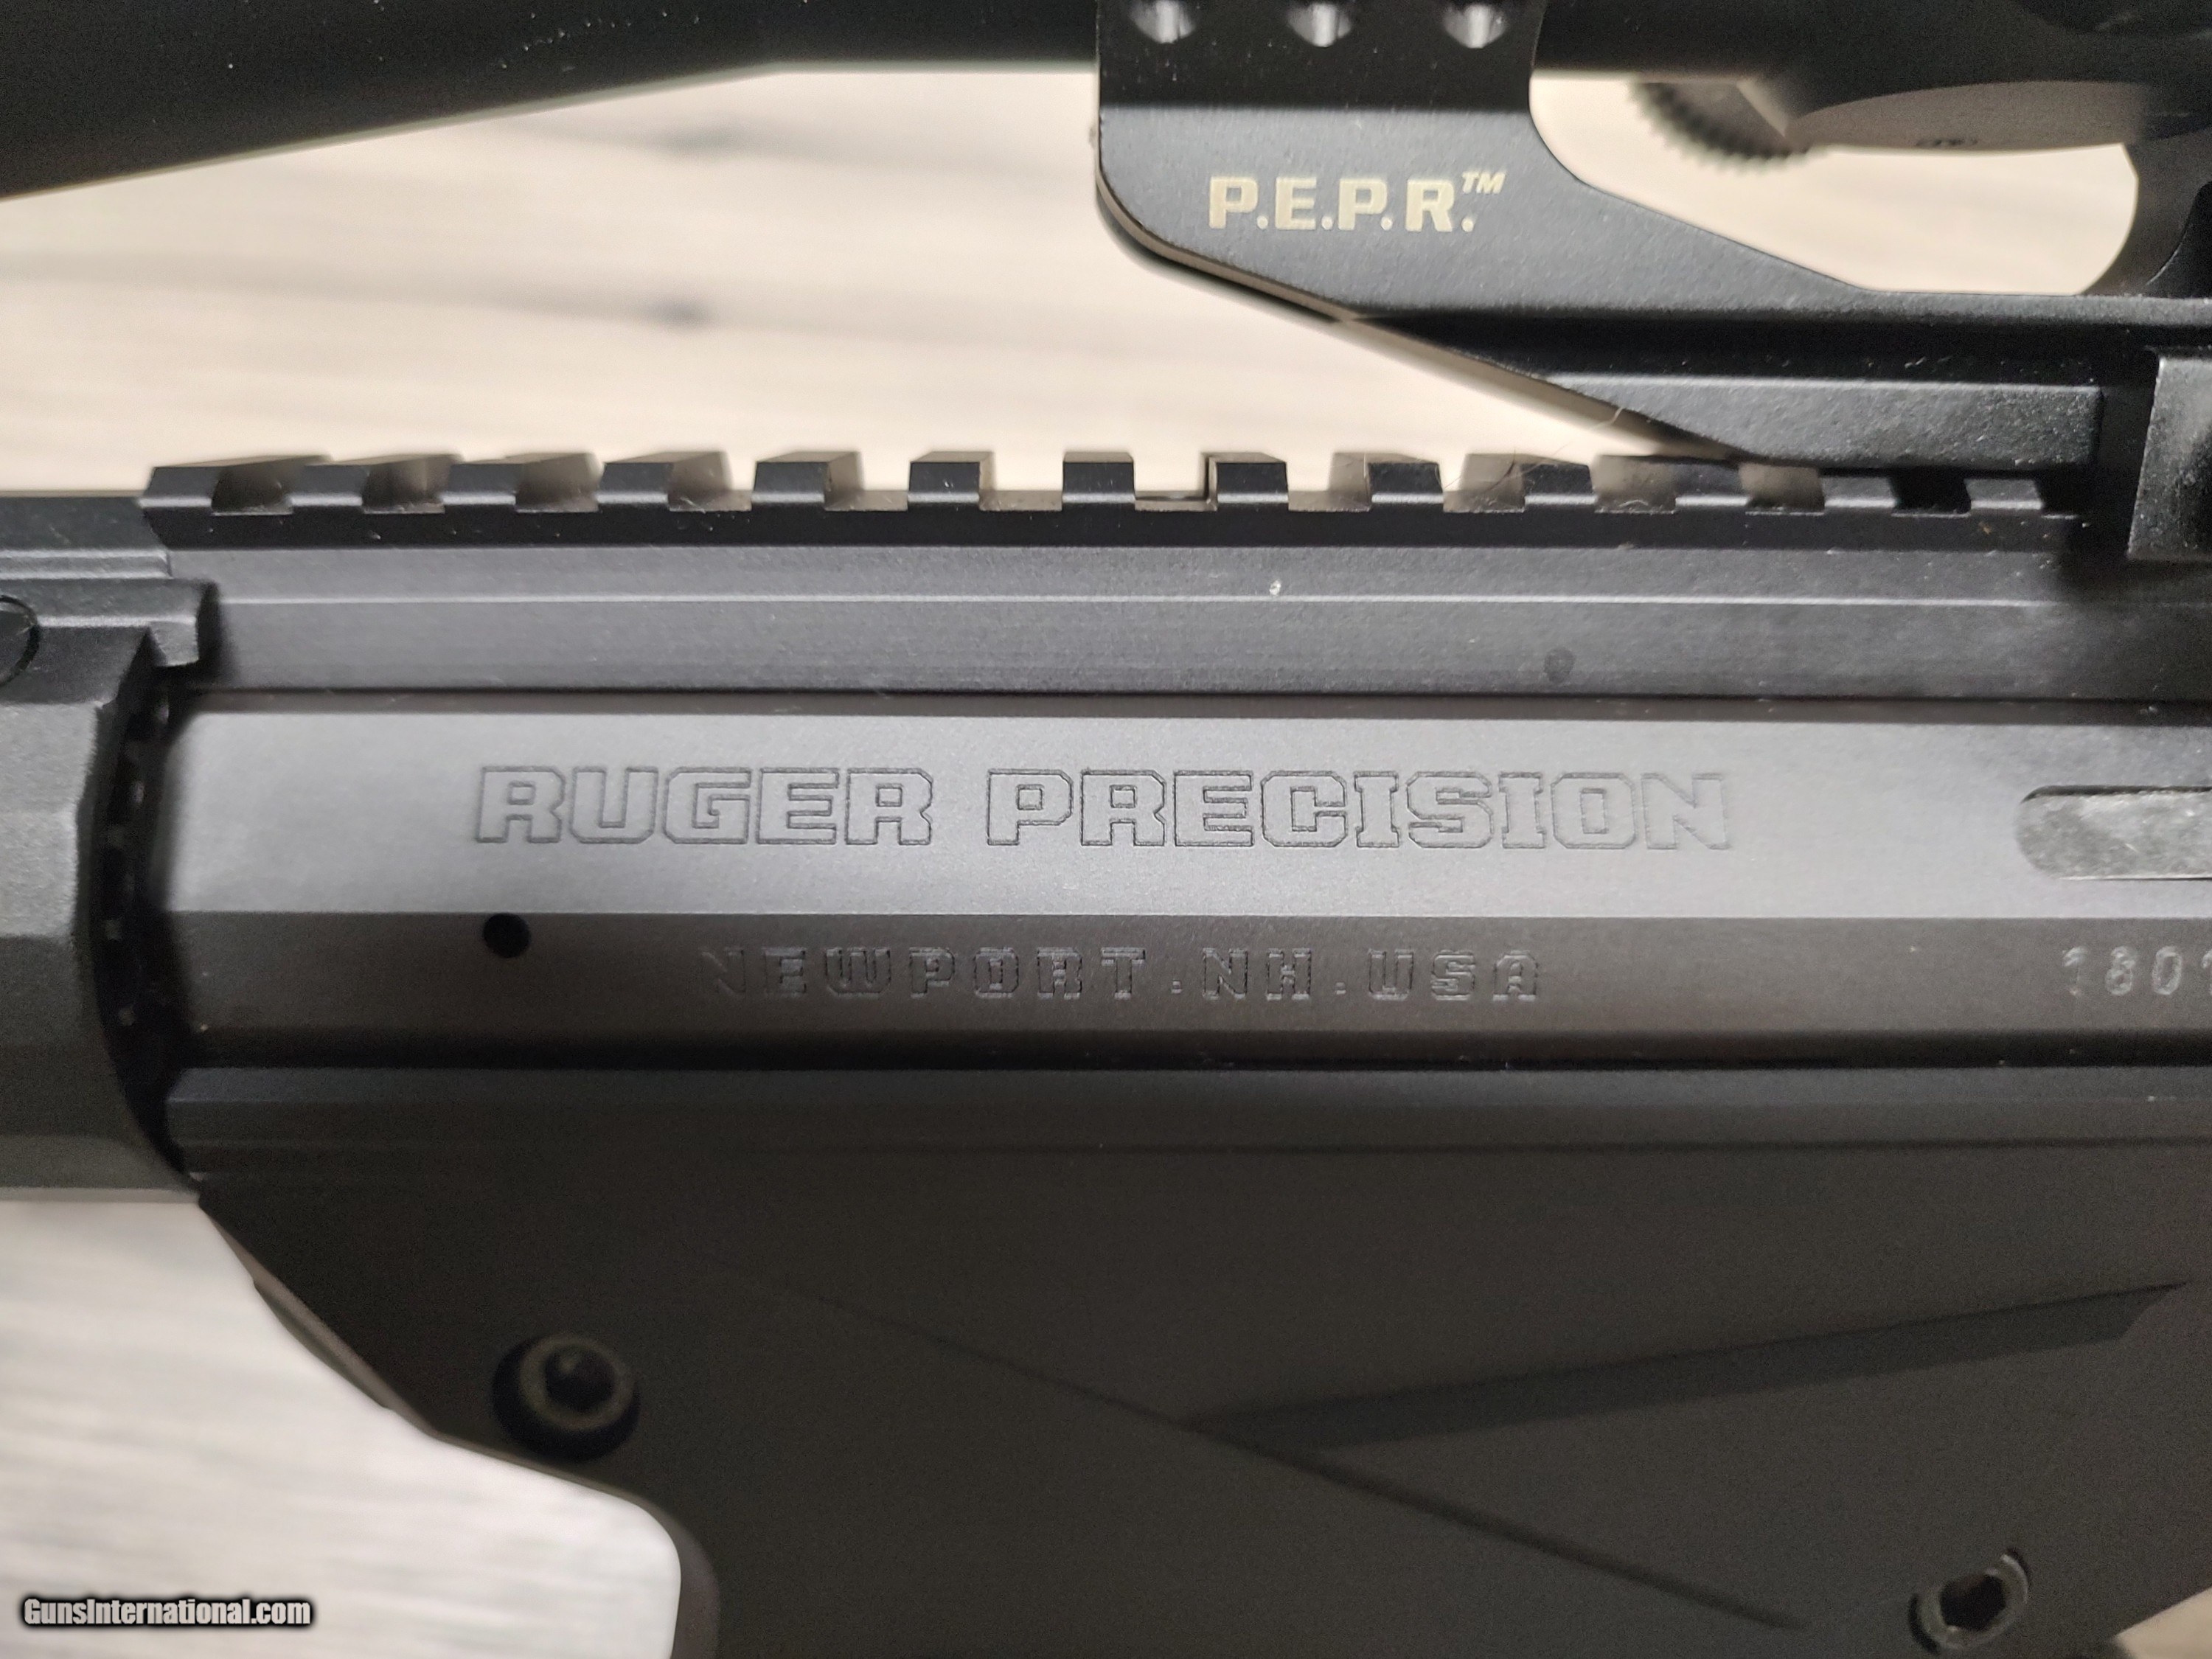 P.E.P.R.™
RUGER PRECISION
NEWPORT.NH.USA
GunsInternational.com